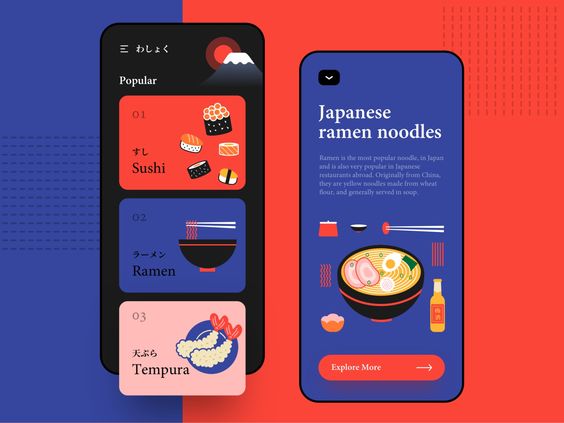 わしょく
Popular
01
すし
Sushi
02
ラーメン
Ramen
03
天ぷら
Tempura
Japanese
ramen noodles
Ramen is the most popular noodle, in Japan
and is also very popular in Japanese
restaurants abroad. Originally from China,
they are yellow noodles made from wheat
flour, and generally served in soup.
Explore More